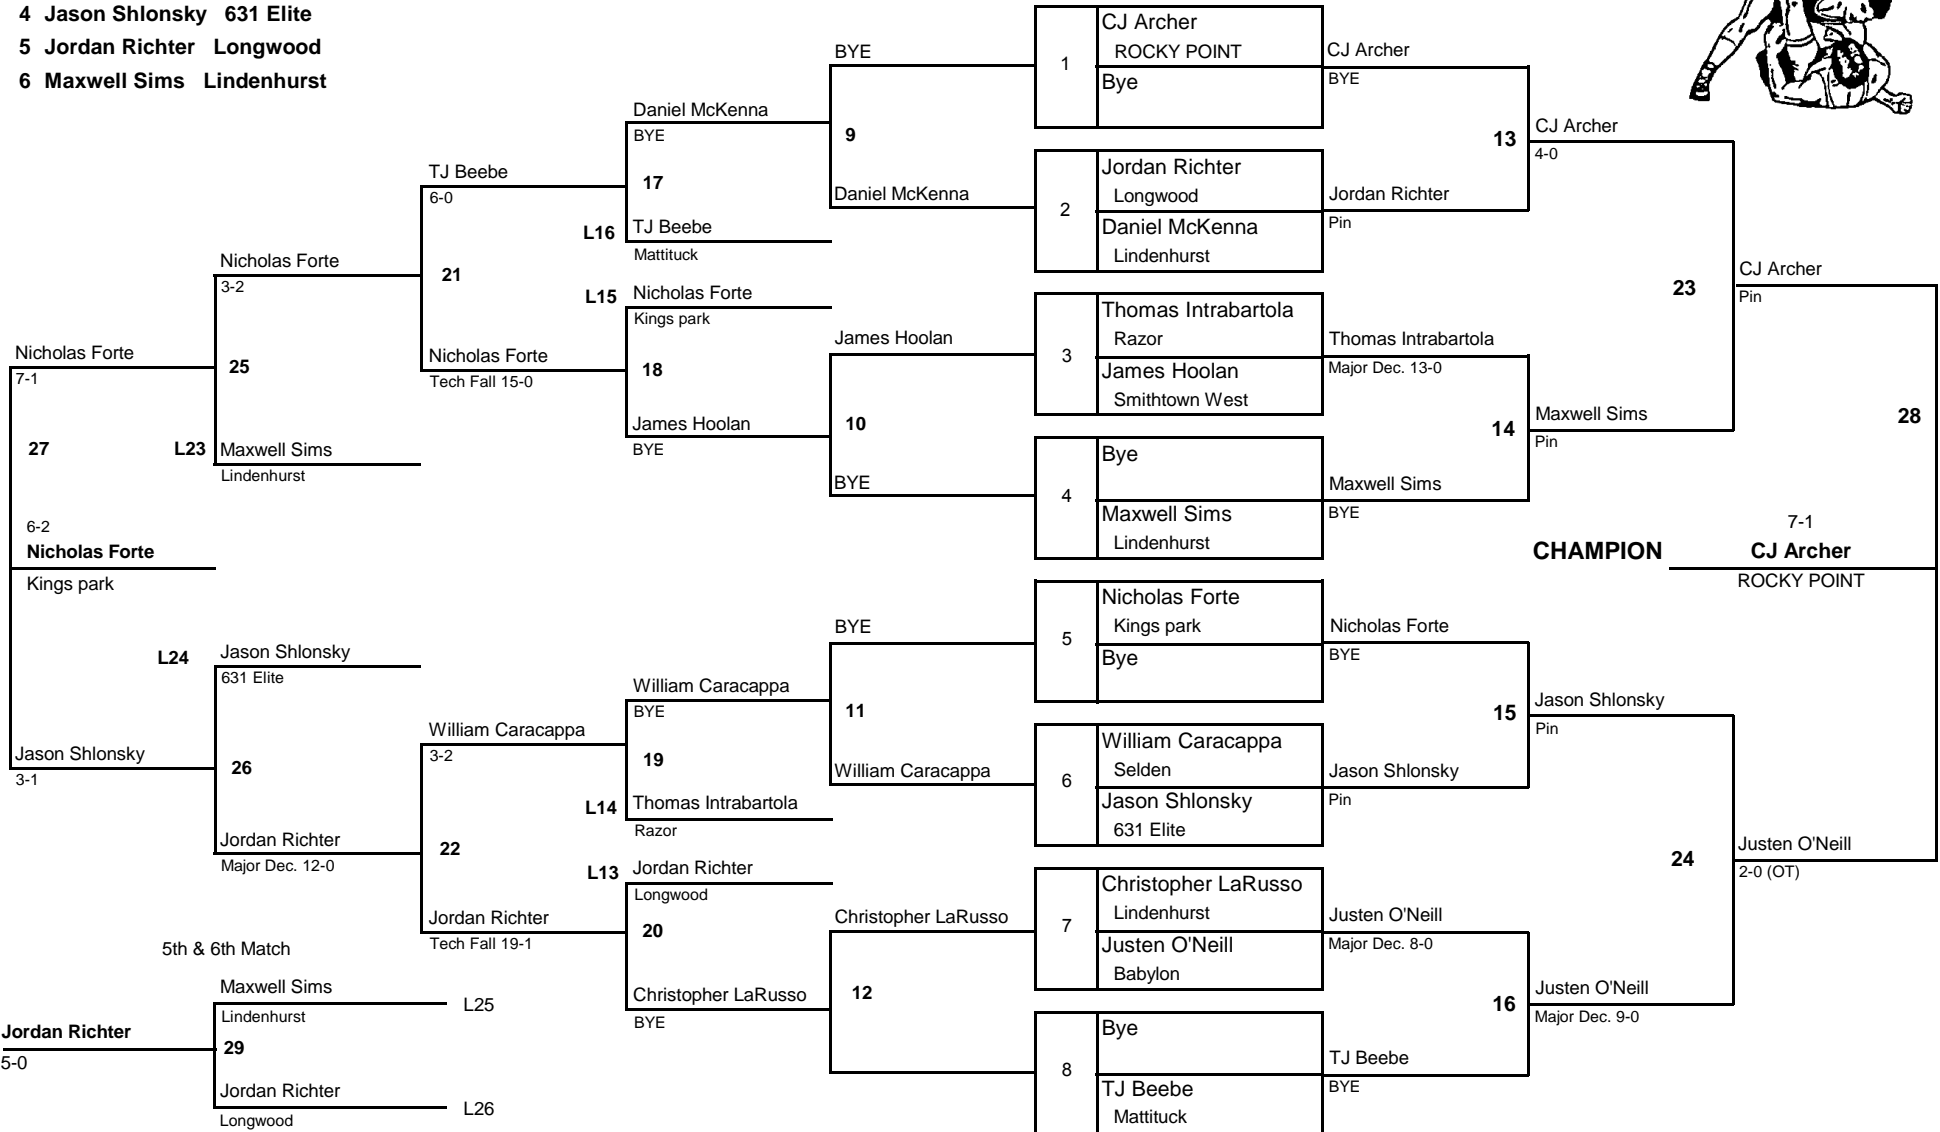 4 Jason Shlonsky 631 Elite
5 Jordan Richter Longwood
6 Maxwell Sims Lindenhurst
Nicholas Forte
7-1
27
6-2
Nicholas Forte
Kings park
Jason Shlonsky
3-1
Nicholas Forte
3-2
25
L23 Maxwell Sims
Lindenhurst
L24 Jason Shlonsky
631 Elite
26
Jordan Richter
Major Dec. 12-0
5th & 6th Match
Maxwell Sims
L25
Lindenhurst
Jordan Richter
29
5-0
Jordan Richter
L26
Longwood
TJ Beebe
6-0
21
Nicholas Forte
Tech Fall 15-0
William Caracappa
3-2
22
Jordan Richter
Tech Fall 19-1
Daniel McKenna
BYE
17
L16 TJ Beebe
Mattituck
L15 Nicholas Forte
Kings park
18
James Hoolan
BYE
William Caracappa
BYE
19
L14 Thomas Intrabartola
Razor
L13 Jordan Richter
Longwood
20
Christopher LaRusso
BYE
BYE
9
Daniel McKenna
James Hoolan
10
BYE
BYE
11
William Caracappa
Christopher LaRusso
12
1
CJ Archer
ROCKY POINT
Bye
2
Jordan Richter
Longwood
Daniel McKenna
Lindenhurst
3
Thomas Intrabartola
Razor
James Hoolan
Smithtown West
4
Bye
Maxwell Sims
Lindenhurst
5
Nicholas Forte
Kings park
Bye
6
William Caracappa
Selden
Jason Shlonsky
631 Elite
7
Christopher LaRusso
Lindenhurst
Justen O'Neill
Babylon
8
Bye
TJ Beebe
Mattituck
CJ Archer
BYE
13
Jordan Richter
Pin
Thomas Intrabartola
Major Dec. 13-0
14
Maxwell Sims
BYE
Nicholas Forte
BYE
15
Jason Shlonsky
Pin
Justen O'Neill
Major Dec. 8-0
16
TJ Beebe
BYE
CJ Archer
4-0
23
Maxwell Sims
Pin
Jason Shlonsky
Pin
24
Justen O'Neill
Major Dec. 9-0
CJ Archer
Pin
28
7-1
CHAMPION CJ Archer
ROCKY POINT
Justen O'Neill
2-0 (OT)